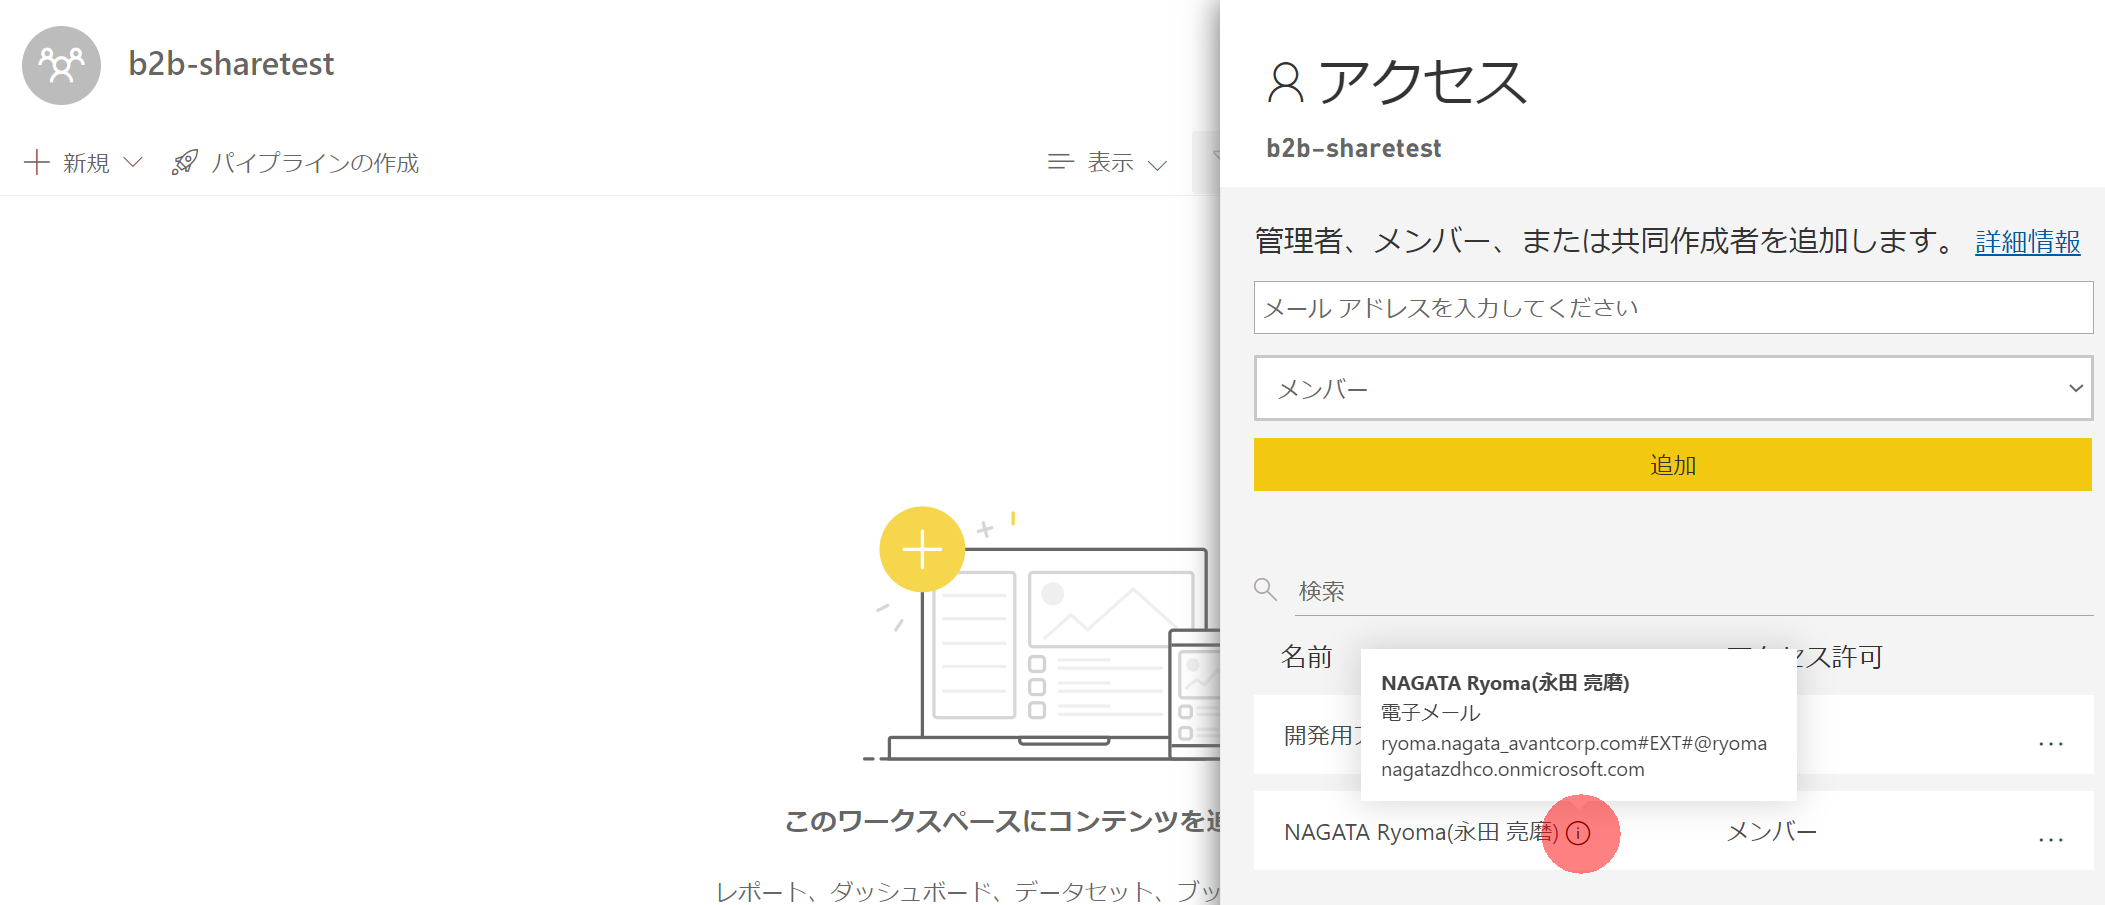 b2b-sharetest
新規
パイプラインの作成
表示
このワークスペースにコンテンツを
レポート、ダッシュボード、データセット、ブッ
アクセス
b2b-sharetest
管理者、メンバー、または共同作成者を追加します。 詳細情報
メール アドレスを入力してください
メンバー
追加
検索
名前
アクセス許可
NAGATA Ryoma(永田 亮磨)
電子メール
ryoma.nagata_avantcorp.com#EXT#@ryoma
nagatazdhco.onmicrosoft.com
開発用
...
NAGATA Ryoma(永田 亮磨)
メンバー
...